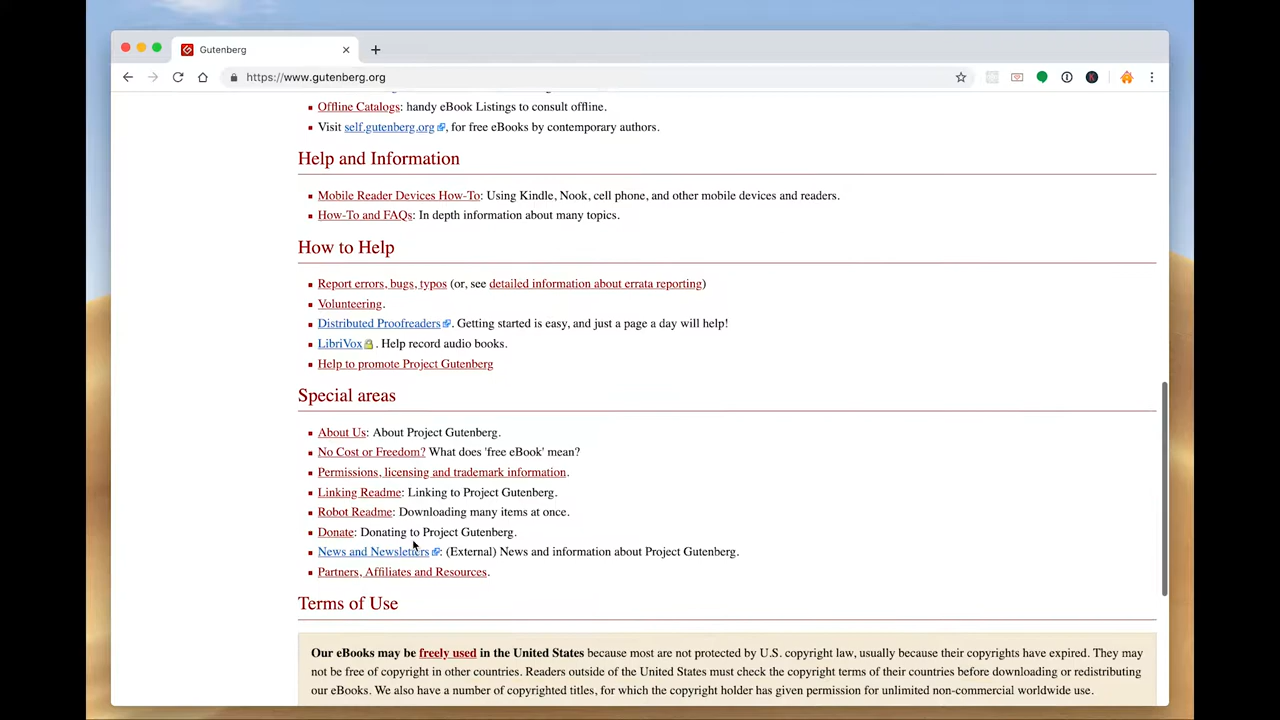 Gutenberg
https://www.gutenberg.org
Offline Catalogs: handy eBook Listings to consult offline.
Visit self.gutenberg.org, for free eBooks by contemporary authors.
Help and Information
Mobile Reader Devices How-To: Using Kindle, Nook, cell phone, and other mobile devices and readers.
How-To and FAQs: In depth information about many topics.
How to Help
Report errors, bugs, typos (or, see detailed information about errata reporting)
Volunteering.
Distributed Proofreaders. Getting started is easy, and just a page a day will help!
LibriVox. Help record audio books.
Help to promote Project Gutenberg
Special areas
About Us: About Project Gutenberg.
No Cost or Freedom? What does 'free eBook' mean?
Permissions, licensing and trademark information.
Linking Readme: Linking to Project Gutenberg.
Robot Readme: Downloading many items at once.
Donate: Donating to Project Gutenberg.
News and Newsletters: (External) News and information about Project Gutenberg.
Partners, Affiliates and Resources.
Terms of Use
Our eBooks may be freely used in the United States because most are not protected by U.S. copyright law, usually because their copyrights have expired. They may
not be free of copyright in other countries. Readers outside of the United States must check the copyright terms of their countries before downloading or redistributing
our eBooks. We also have a number of copyrighted titles, for which the copyright holder has given permission for unlimited non-commercial worldwide use.